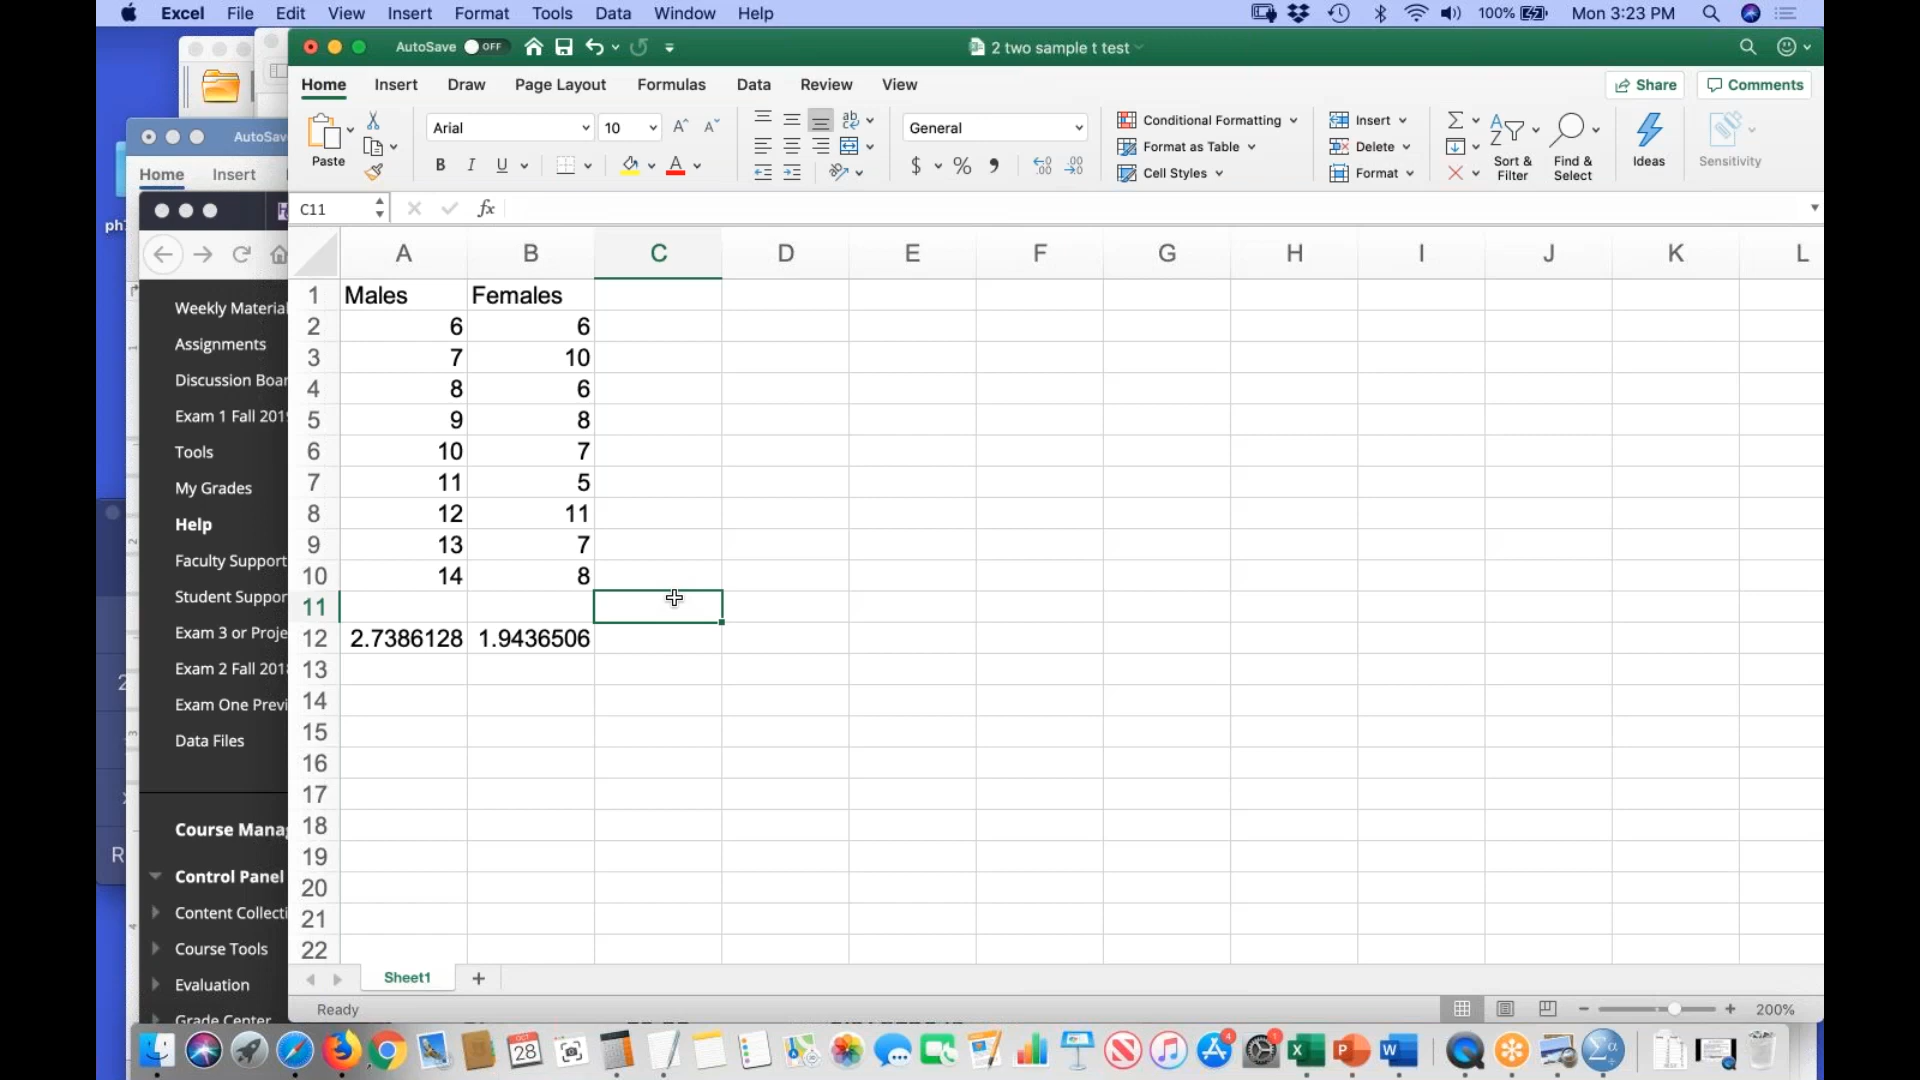 Excel File Edit View Insert Format Tools Data Window Help 100% Mon 3:23 PM
AutoSave OFF 2 two sample t test
Home Insert Draw Page Layout Formulas Data Review View Share Comments
Paste Arial 10 General Conditional Formatting Insert
B I U $ % Format as Table Delete
Cell Styles Format
Sort & Filter Find & Select Ideas Sensitivity
C11 fx
A B C D E F G H I J K L
1 Males Females
2 6 6
3 7 10
4 8 6
5 9 8
6 10 7
7 11 5
8 12 11
9 13 7
10 14 8
11
12 2.7386128 1.9436506
13
14
15
16
17
18
19
20
21
22
Sheet1
Ready 200%
Home Insert
Weekly Material
Assignments
Discussion Boar
Exam 1 Fall 201
Tools
My Grades
Help
Faculty Support
Student Suppor
Exam 3 or Proje
Exam 2 Fall 201
Exam One Previ
Data Files
Course Mana
Control Panel
Content Collecti
Course Tools
Evaluation
Grade Center
OCT
28